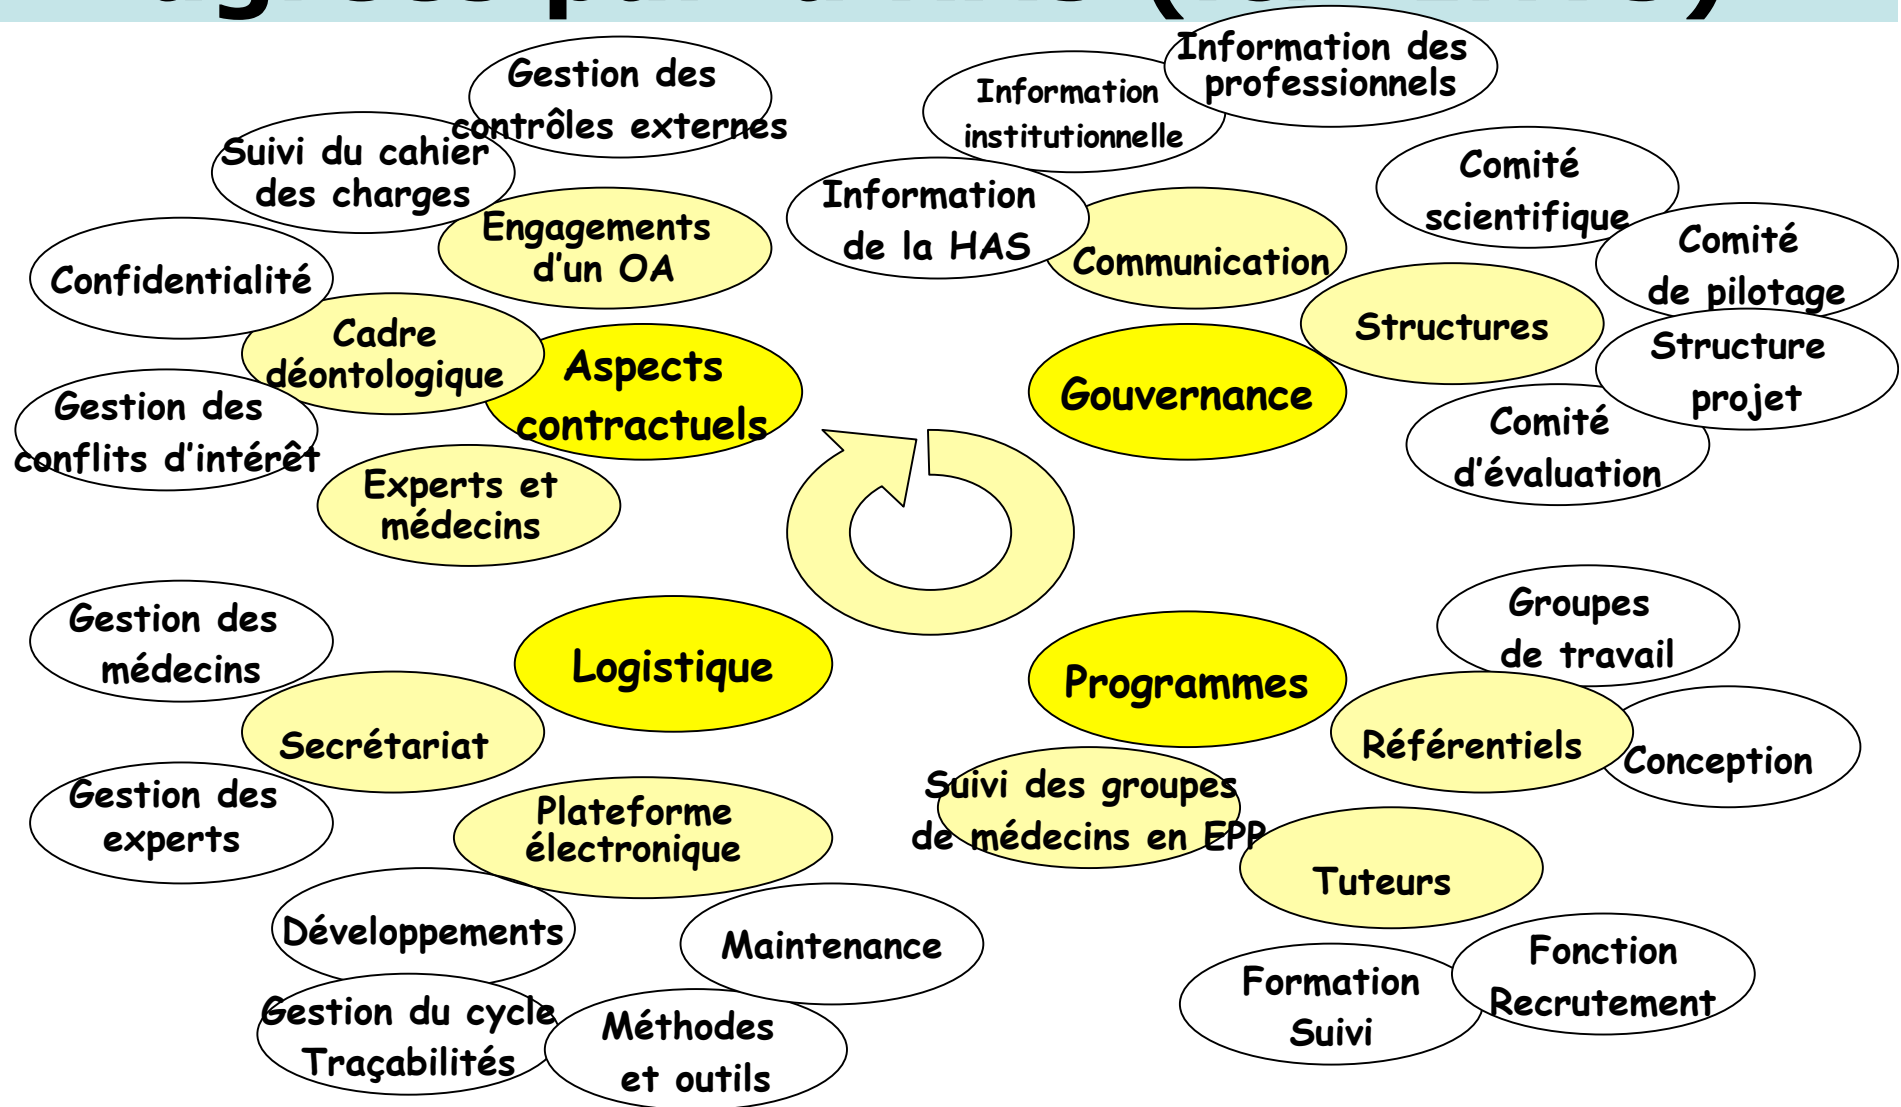 Gestion des
contrôles externes
Suivi du cahier
des charges
Engagements
d'un OA
Confidentialité
Cadre
déontologique
Gestion des
conflits d'intérêt
Aspects
contractuels
Experts et
médecins
Information des
professionnels
Information
institutionnelle
Information
de la HAS
Communication
Comité
scientifique
Comité
de pilotage
Structures
Structure
projet
Gouvernance
Comité
d'évaluation
Gestion des
médecins
Logistique
Secrétariat
Gestion des
experts
Plateforme
électronique
Développements
Maintenance
Gestion du cycle
Traçabilités
Méthodes
et outils
Groupes
de travail
Programmes
Référentiels
Conception
Suivi des groupes
de médecins en EPP
Tuteurs
Fonction
Recrutement
Formation
Suivi